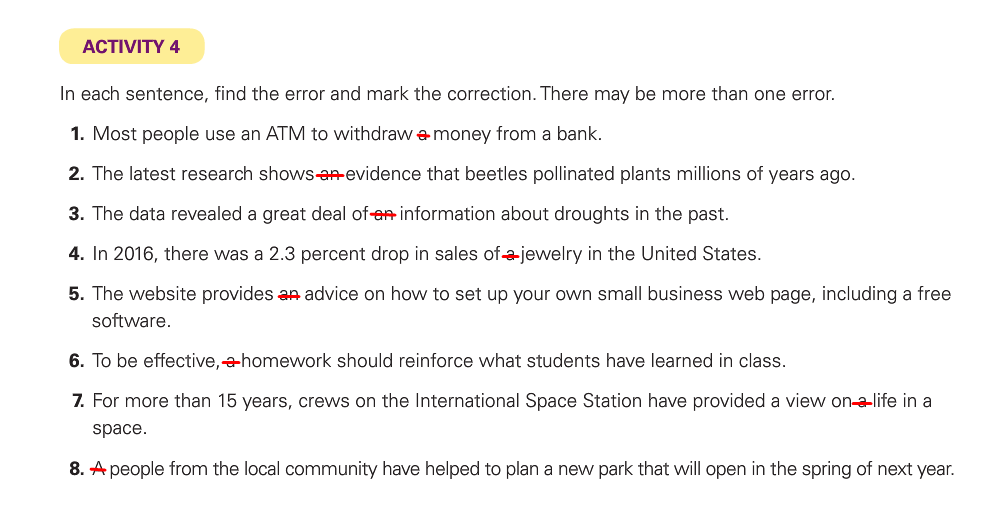 ACTIVITY 4
In each sentence, find the error and mark the correction. There may be more than one error.
1. Most people use an ATM to withdraw a money from a bank.
2. The latest research shows an evidence that beetles pollinated plants millions of years ago.
3. The data revealed a great deal of an information about droughts in the past.
4. In 2016, there was a 2.3 percent drop in sales of a jewelry in the United States.
5. The website provides an advice on how to set up your own small business web page, including a free
software.
6. To be effective, a homework should reinforce what students have learned in class.
7. For more than 15 years, crews on the International Space Station have provided a view on a life in a
space.
8. A people from the local community have helped to plan a new park that will open in the spring of next year.